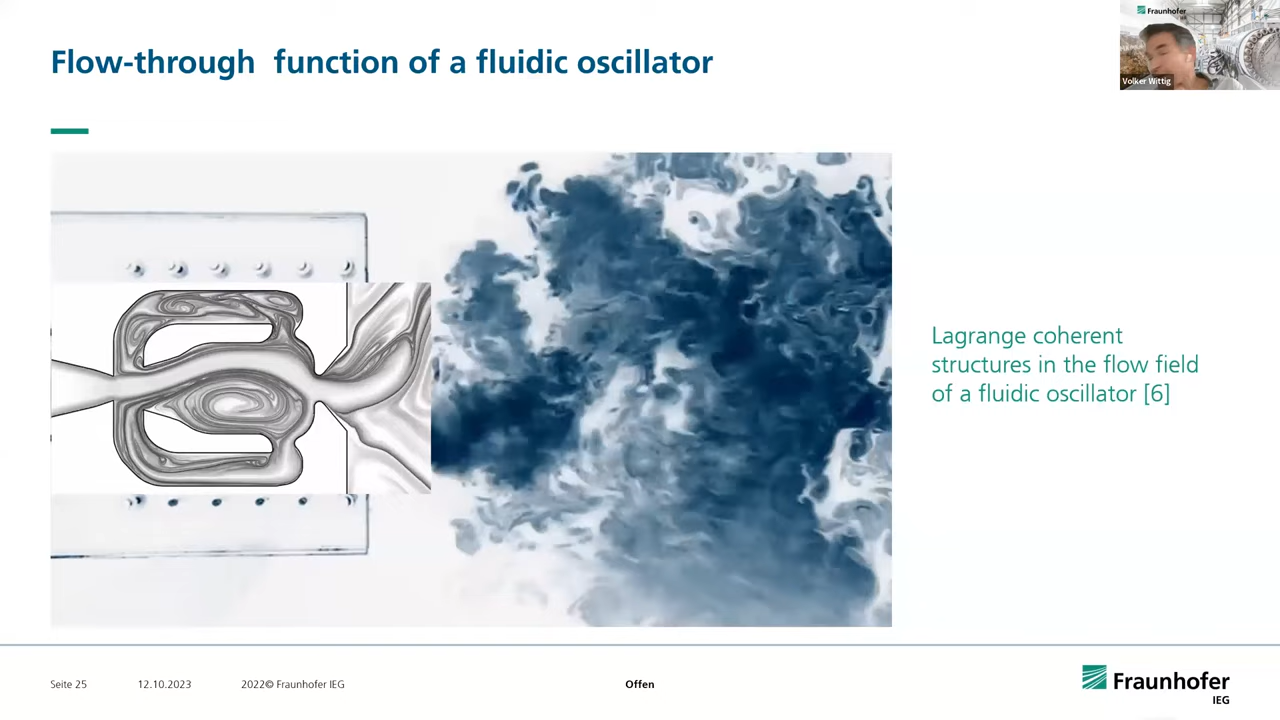 Flow-through function of a fluidic oscillator
Fraunhofer
Volker Wittig
Lagrange coherent
structures in the flow field
of a fluidic oscillator [6]
Seite 25
12.10.2023
2022© Fraunhofer IEG
Offen
Fraunhofer
IEG